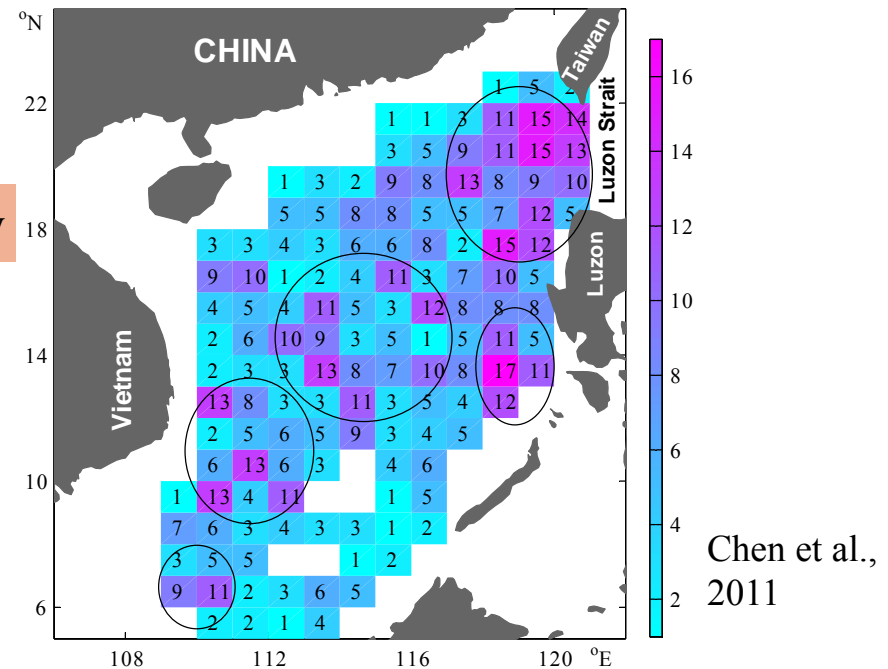 °N
CHINA
Taiwan
Luzon Strait
Luzon
Vietnam
22
18
14
10
6
1 5 2
1 1 3 11 15 14
3 5 9 11 15 13
1 3 2 9 8 13 8 9 10
5 5 8 8 5 5 7 12 5
3 3 4 3 6 6 8 2 15 12
9 10 1 2 4 11 3 7 10 5
4 5 4 11 5 3 12 8 8 8
2 6 10 9 3 5 1 5 11 5
2 3 3 13 8 7 10 8 17 11
13 8 3 3 11 3 5 4 12
2 5 6 5 9 3 4 5
6 13 6 3 4 6
1 13 4 11 1 5
7 6 3 4 3 3 1 2
3 5 5 1 2
9 11 2 3 6 5
2 2 1 4
108 112 116 120 °E
16
14
12
10
8
6
4
2
Chen et al.,
2011